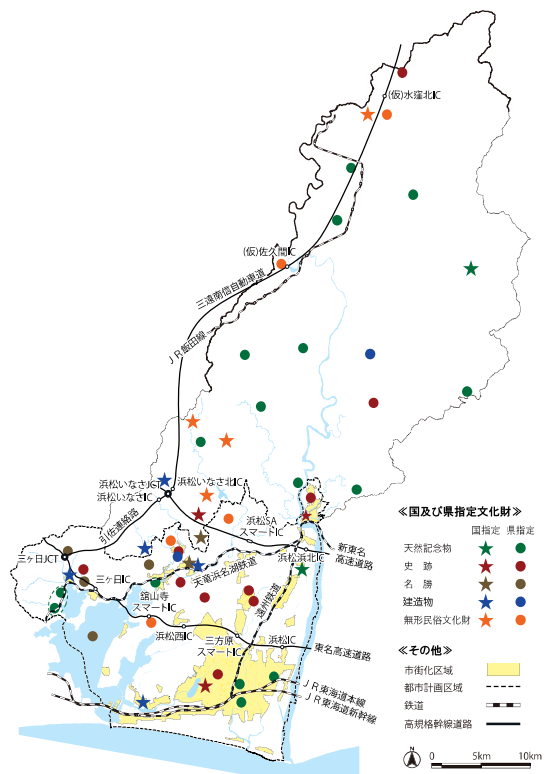 (仮)水窪北IC
(仮)佐久間IC
三遠南信自動車道
JR飯田線
浜松いなさJCT
浜松いなさ北IC
浜松いなさIC
引佐連絡路
浜松SA
スマートIC
新東名
高速道路
三ヶ日JCT
三ヶ日IC
天竜浜名湖鉄道
浜松浜北IC
舘山寺
スマートIC
遠州鉄道
浜松西IC
三方原
スマートIC
浜松IC
東名高速道路
JR東海道本線
JR東海道新幹線
≪国及び県指定文化財≫
国指定 県指定
天然記念物
史 跡
名 勝
建造物
無形民俗文化財
≪その他≫
市街化区域
都市計画区域
鉄道
高規格幹線道路
N
0 5km 10km